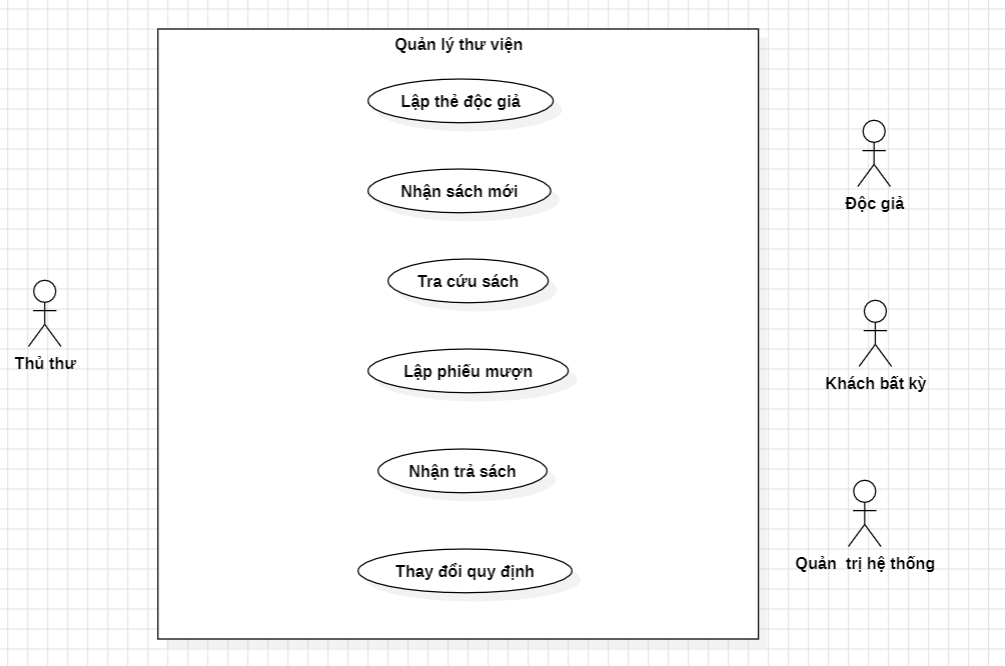 Quản lý thư viện
Lập thẻ độc giả
Nhận sách mới
Tra cứu sách
Lập phiếu mượn
Nhận trả sách
Thay đổi quy định
Thủ thư
Độc giả
Khách bất kỳ
Quản  trị hệ thống